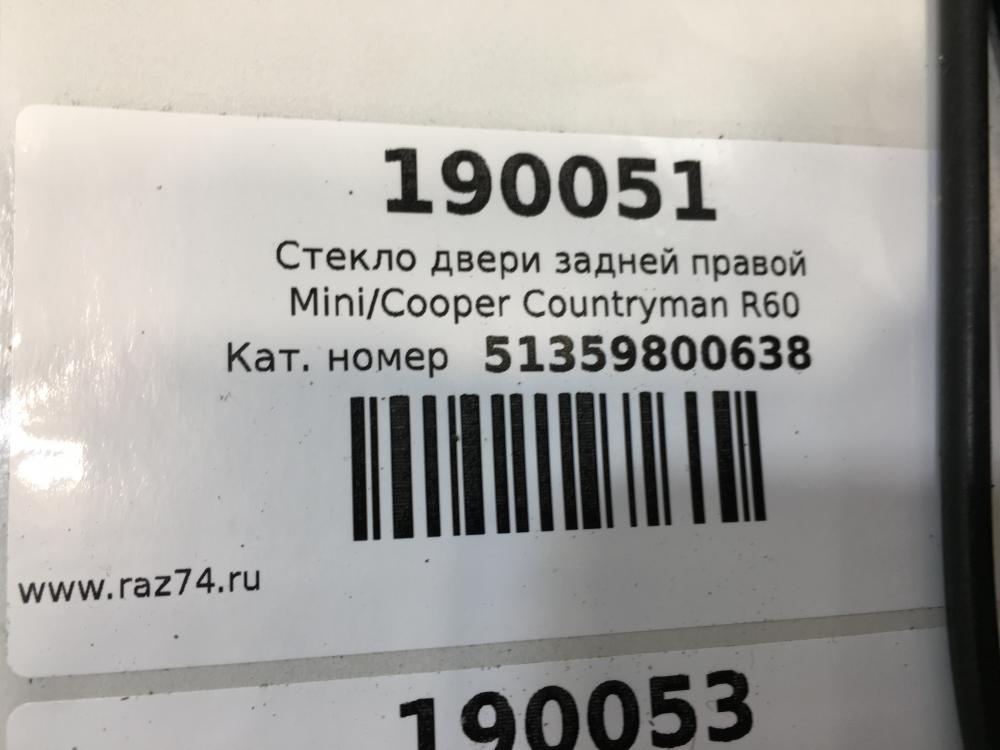 190051
Стекло двери задней правой
Mini/Cooper Countryman R60
Кат. номер 51359800638
www.raz74.ru
190053